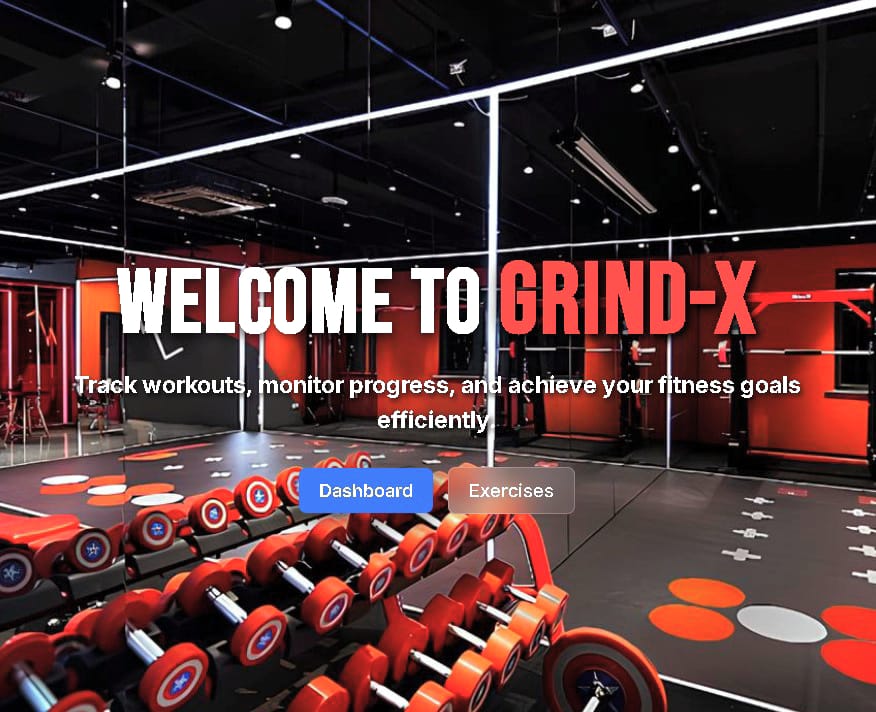 WELCOME TO GRIND-X
Track workouts, monitor progress, and achieve your fitness goals
efficiently.
Dashboard
Exercises